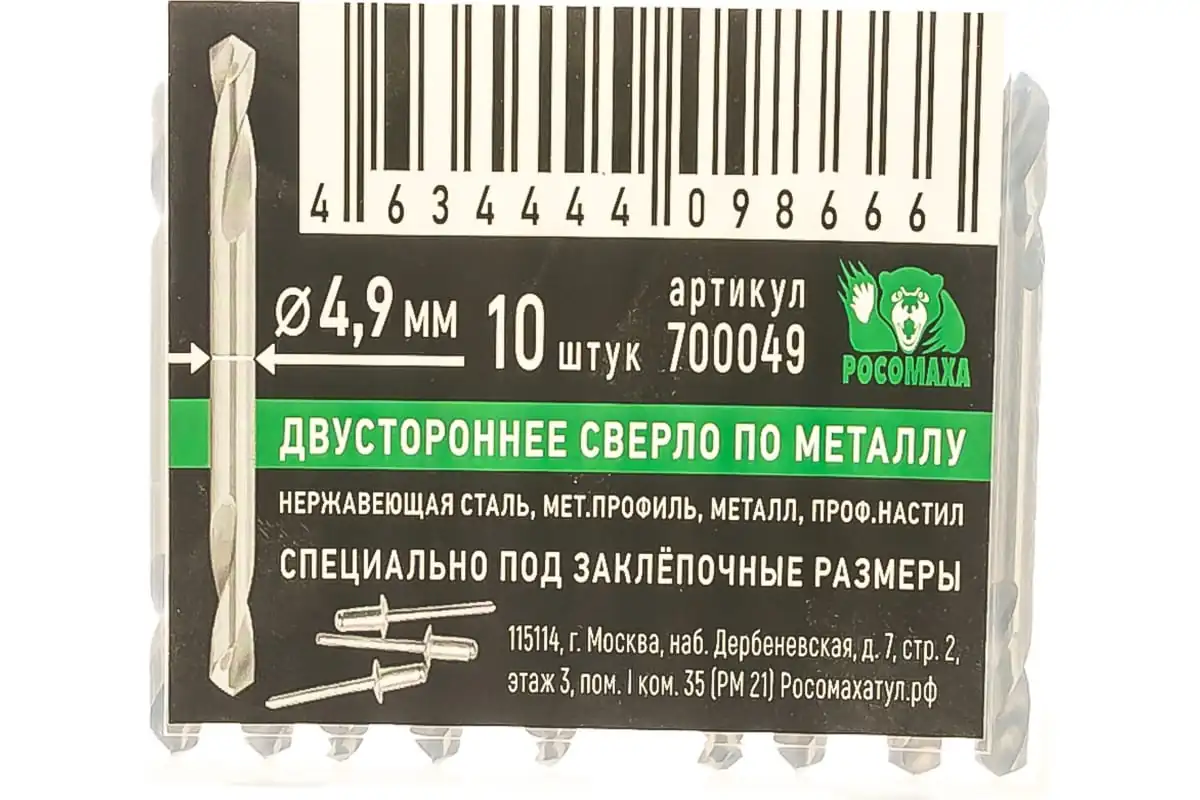 4 634444 098666
ø 4,9 мм 10 штук
артикул
700049
РОСОМАХА
ДВУСТОРОННЕЕ СВЕРЛО ПО МЕТАЛЛУ
НЕРЖАВЕЮЩАЯ СТАЛЬ, МЕТ.ПРОФИЛЬ, МЕТАЛЛ, ПРОФ.НАСТИЛ
СПЕЦИАЛЬНО ПОД ЗАКЛЁПОЧНЫЕ РАЗМЕРЫ
115114, г. Москва, наб. Дербеневская, д. 7, стр. 2,
этаж 3, пом. I ком. 35 (РМ 21) Росомахатул.рф